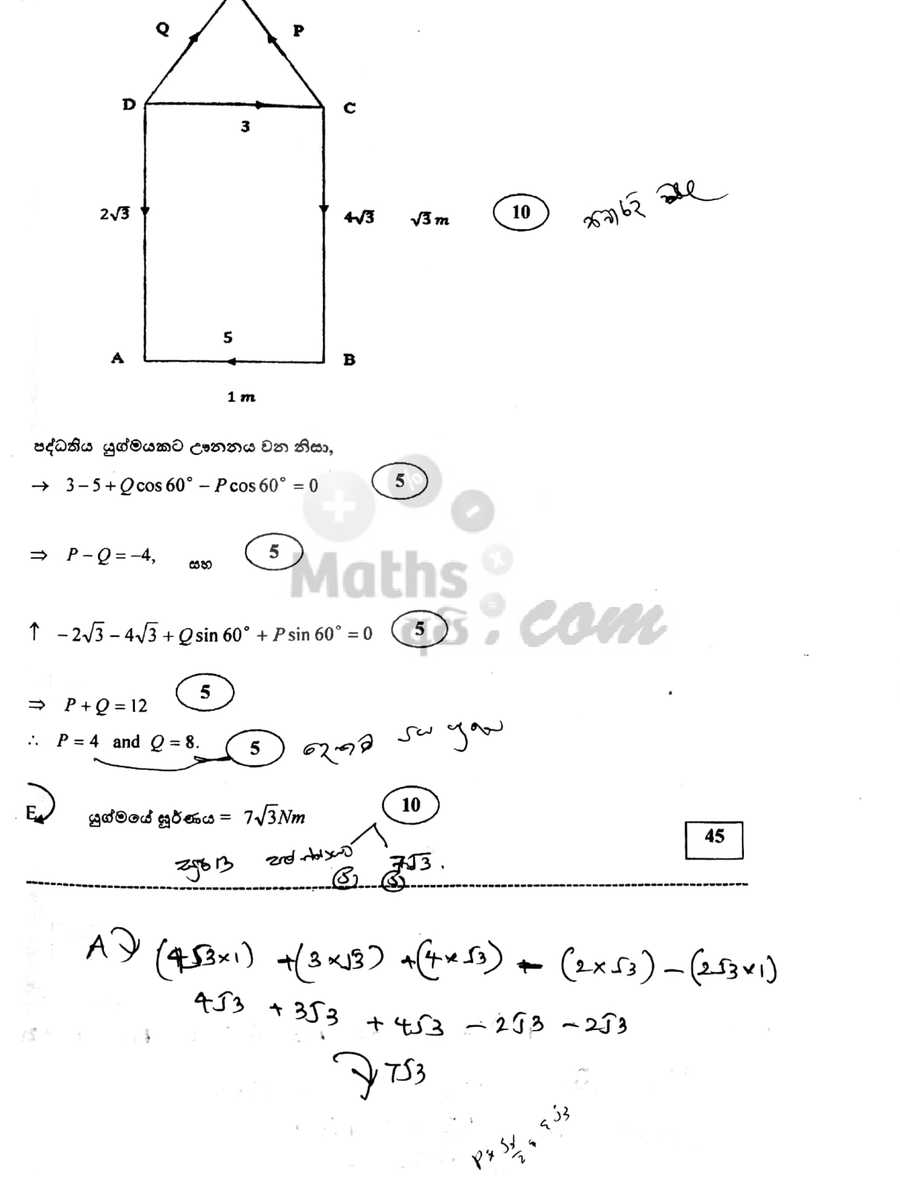 Q P
D C
3
2√3 4√3 √3 m 10
5
A B
1 m
පද්ධතිය යුග්මයකට ඌනනය වන නිසා,
→ 3 – 5 + Q cos 60° – P cos 60° = 0 5
⇒ P – Q = –4, සහ 5
Maths
↑ –2√3 – 4√3 + Q sin 60° + P sin 60° = 0 5
අපි . com
⇒ P + Q = 12 5
∴ P = 4 and Q = 8. 5
E 10
යුග්මයේ සූර්ණය = 7√3Nm
45
7√3 .
A (4√3×1) + (3×√3) + (4×√3) – (2×√3) – (2√3×1)
4√3 + 3√3 + 4√3 – 2√3 – 2√3
7√3